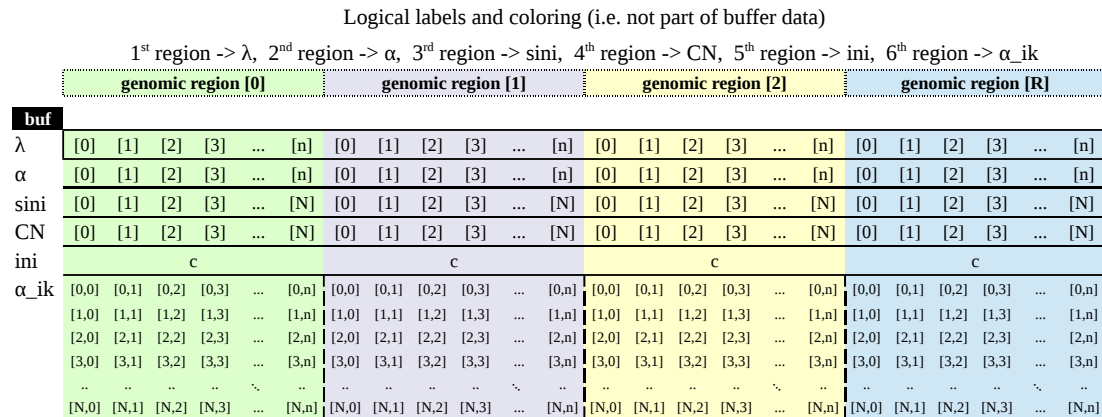 Logical labels and coloring (i.e. not part of buffer data)
1st region -> λ, 2nd region -> α, 3rd region -> sini, 4th region -> CN, 5th region -> ini, 6th region -> α_ik
genomic region [0] genomic region [1] genomic region [2] genomic region [R]
buf
λ [0] [1] [2] [3] ... [n] [0] [1] [2] [3] ... [n] [0] [1] [2] [3] ... [n] [0] [1] [2] [3] ... [n]
α [0] [1] [2] [3] ... [n] [0] [1] [2] [3] ... [n] [0] [1] [2] [3] ... [n] [0] [1] [2] [3] ... [n]
sini [0] [1] [2] [3] ... [N] [0] [1] [2] [3] ... [N] [0] [1] [2] [3] ... [N] [0] [1] [2] [3] ... [N]
CN [0] [1] [2] [3] ... [N] [0] [1] [2] [3] ... [N] [0] [1] [2] [3] ... [N] [0] [1] [2] [3] ... [N]
ini c c c c
α_ik [0,0] [0,1] [0,2] [0,3] ... [0,n] [0,0] [0,1] [0,2] [0,3] ... [0,n] [0,0] [0,1] [0,2] [0,3] ... [0,n] [0,0] [0,1] [0,2] [0,3] ... [0,n]
[1,0] [1,1] [1,2] [1,3] ... [1,n] [1,0] [1,1] [1,2] [1,3] ... [1,n] [1,0] [1,1] [1,2] [1,3] ... [1,n] [1,0] [1,1] [1,2] [1,3] ... [1,n]
[2,0] [2,1] [2,2] [2,3] ... [2,n] [2,0] [2,1] [2,2] [2,3] ... [2,n] [2,0] [2,1] [2,2] [2,3] ... [2,n] [2,0] [2,1] [2,2] [2,3] ... [2,n]
[3,0] [3,1] [3,2] [3,3] ... [3,n] [3,0] [3,1] [3,2] [3,3] ... [3,n] [3,0] [3,1] [3,2] [3,3] ... [3,n] [3,0] [3,1] [3,2] [3,3] ... [3,n]
.. .. .. .. ⋱ .. .. .. .. .. ⋱ .. .. .. .. .. ⋱ .. .. .. .. .. ⋱ ..
[N,0] [N,1] [N,2] [N,3] ... [N,n] [N,0] [N,1] [N,2] [N,3] ... [N,n] [N,0] [N,1] [N,2] [N,3] ... [N,n] [N,0] [N,1] [N,2] [N,3] ... [N,n]